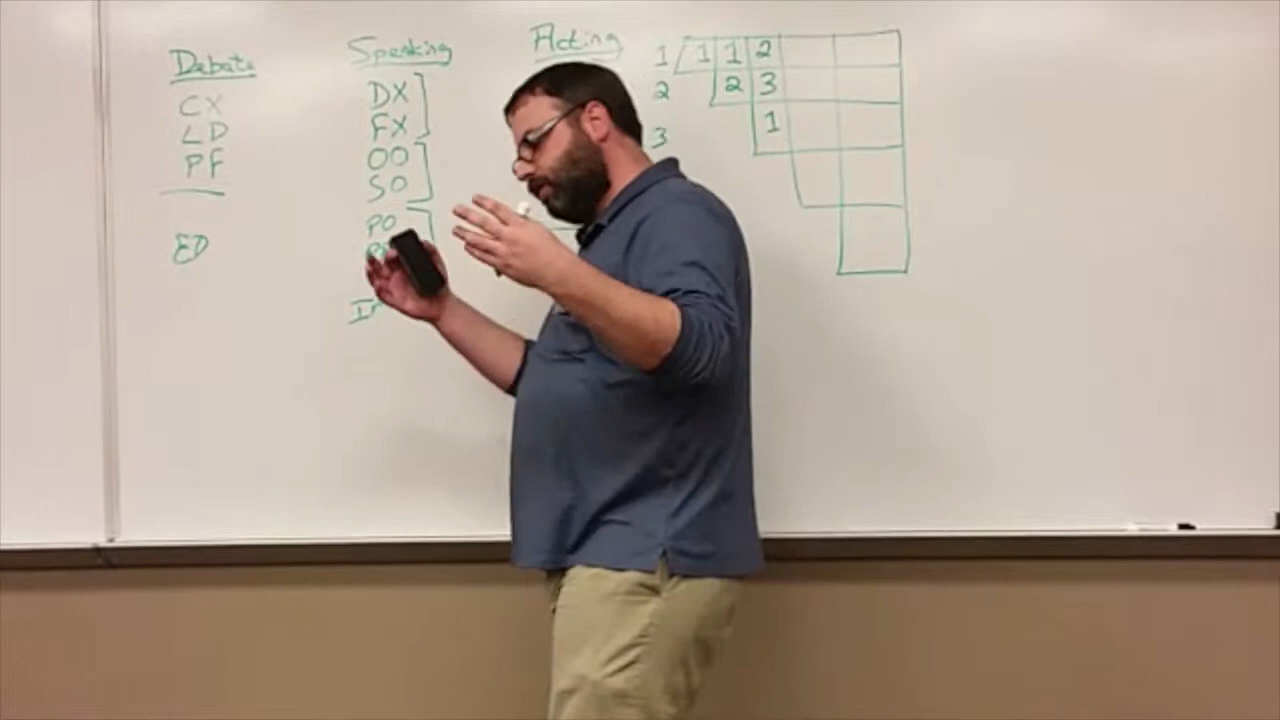 Debate
CX
LD
PF
ED
Speaking
DX
FX
OO
SO
PO
Acting
1 1 1 2
2 2 3
3 1